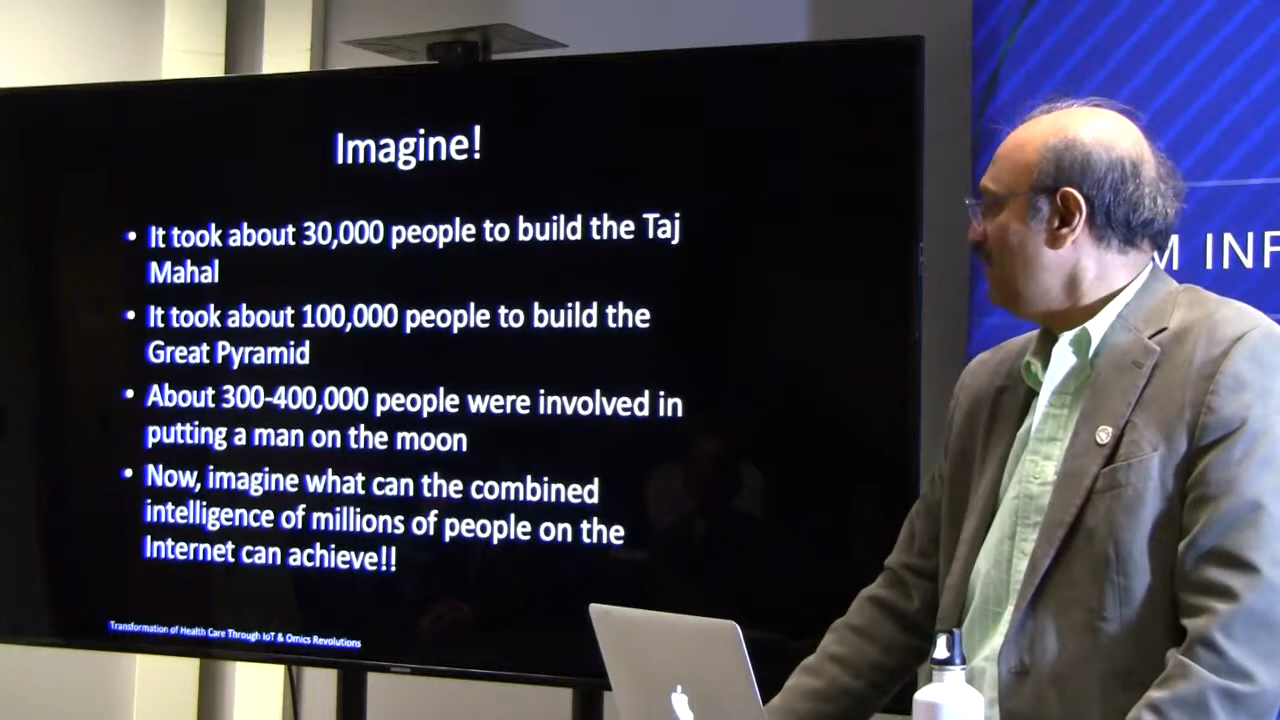 Imagine!
• It took about 30,000 people to build the Taj
Mahal
• It took about 100,000 people to build the
Great Pyramid
• About 300-400,000 people were involved in
putting a man on the moon
• Now, imagine what can the combined
intelligence of millions of people on the
Internet can achieve!!
Transformation of Health Care Through IoT & Omics Revolutions
SAMSUNG
M INF